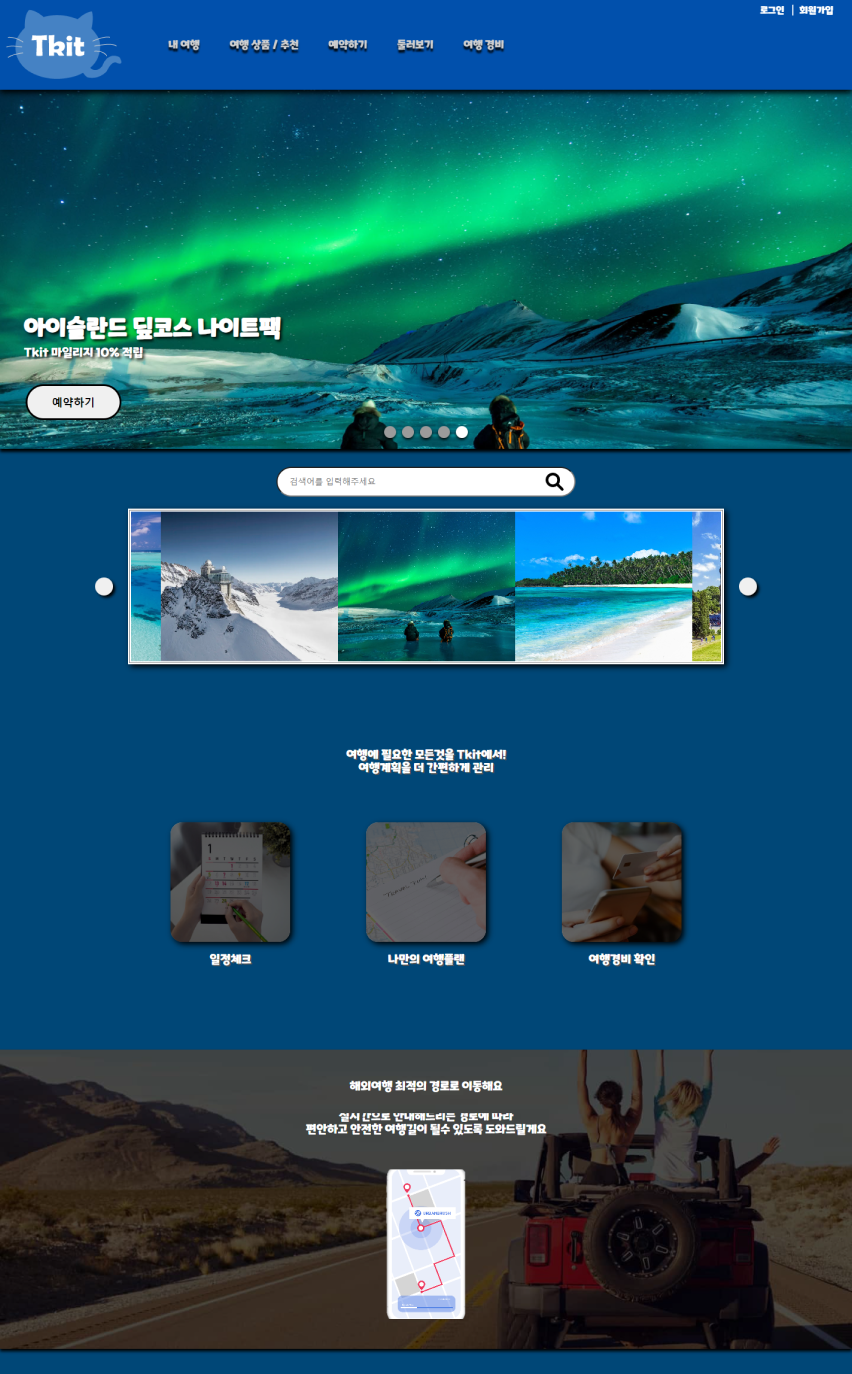 로그인 | 회원가입
Tkit
내 여행
여행 상품 / 추천
예약하기
둘러보기
여행 경비
아이슬란드 딮코스 나이트팩
Tkit 마일리지 10% 적립
예약하기
검색어를 입력해주세요
여행에 필요한 모든것을 Tkit에서!
여행계획을 더 간편하게 관리
일정체크
나만의 여행플랜
여행경비 확인
해외여행 최적의 경로로 이동해요
실시간으로 안내해드리는 경로에 따라
편안하고 안전한 여행길이 될수 있도록 도와드릴게요